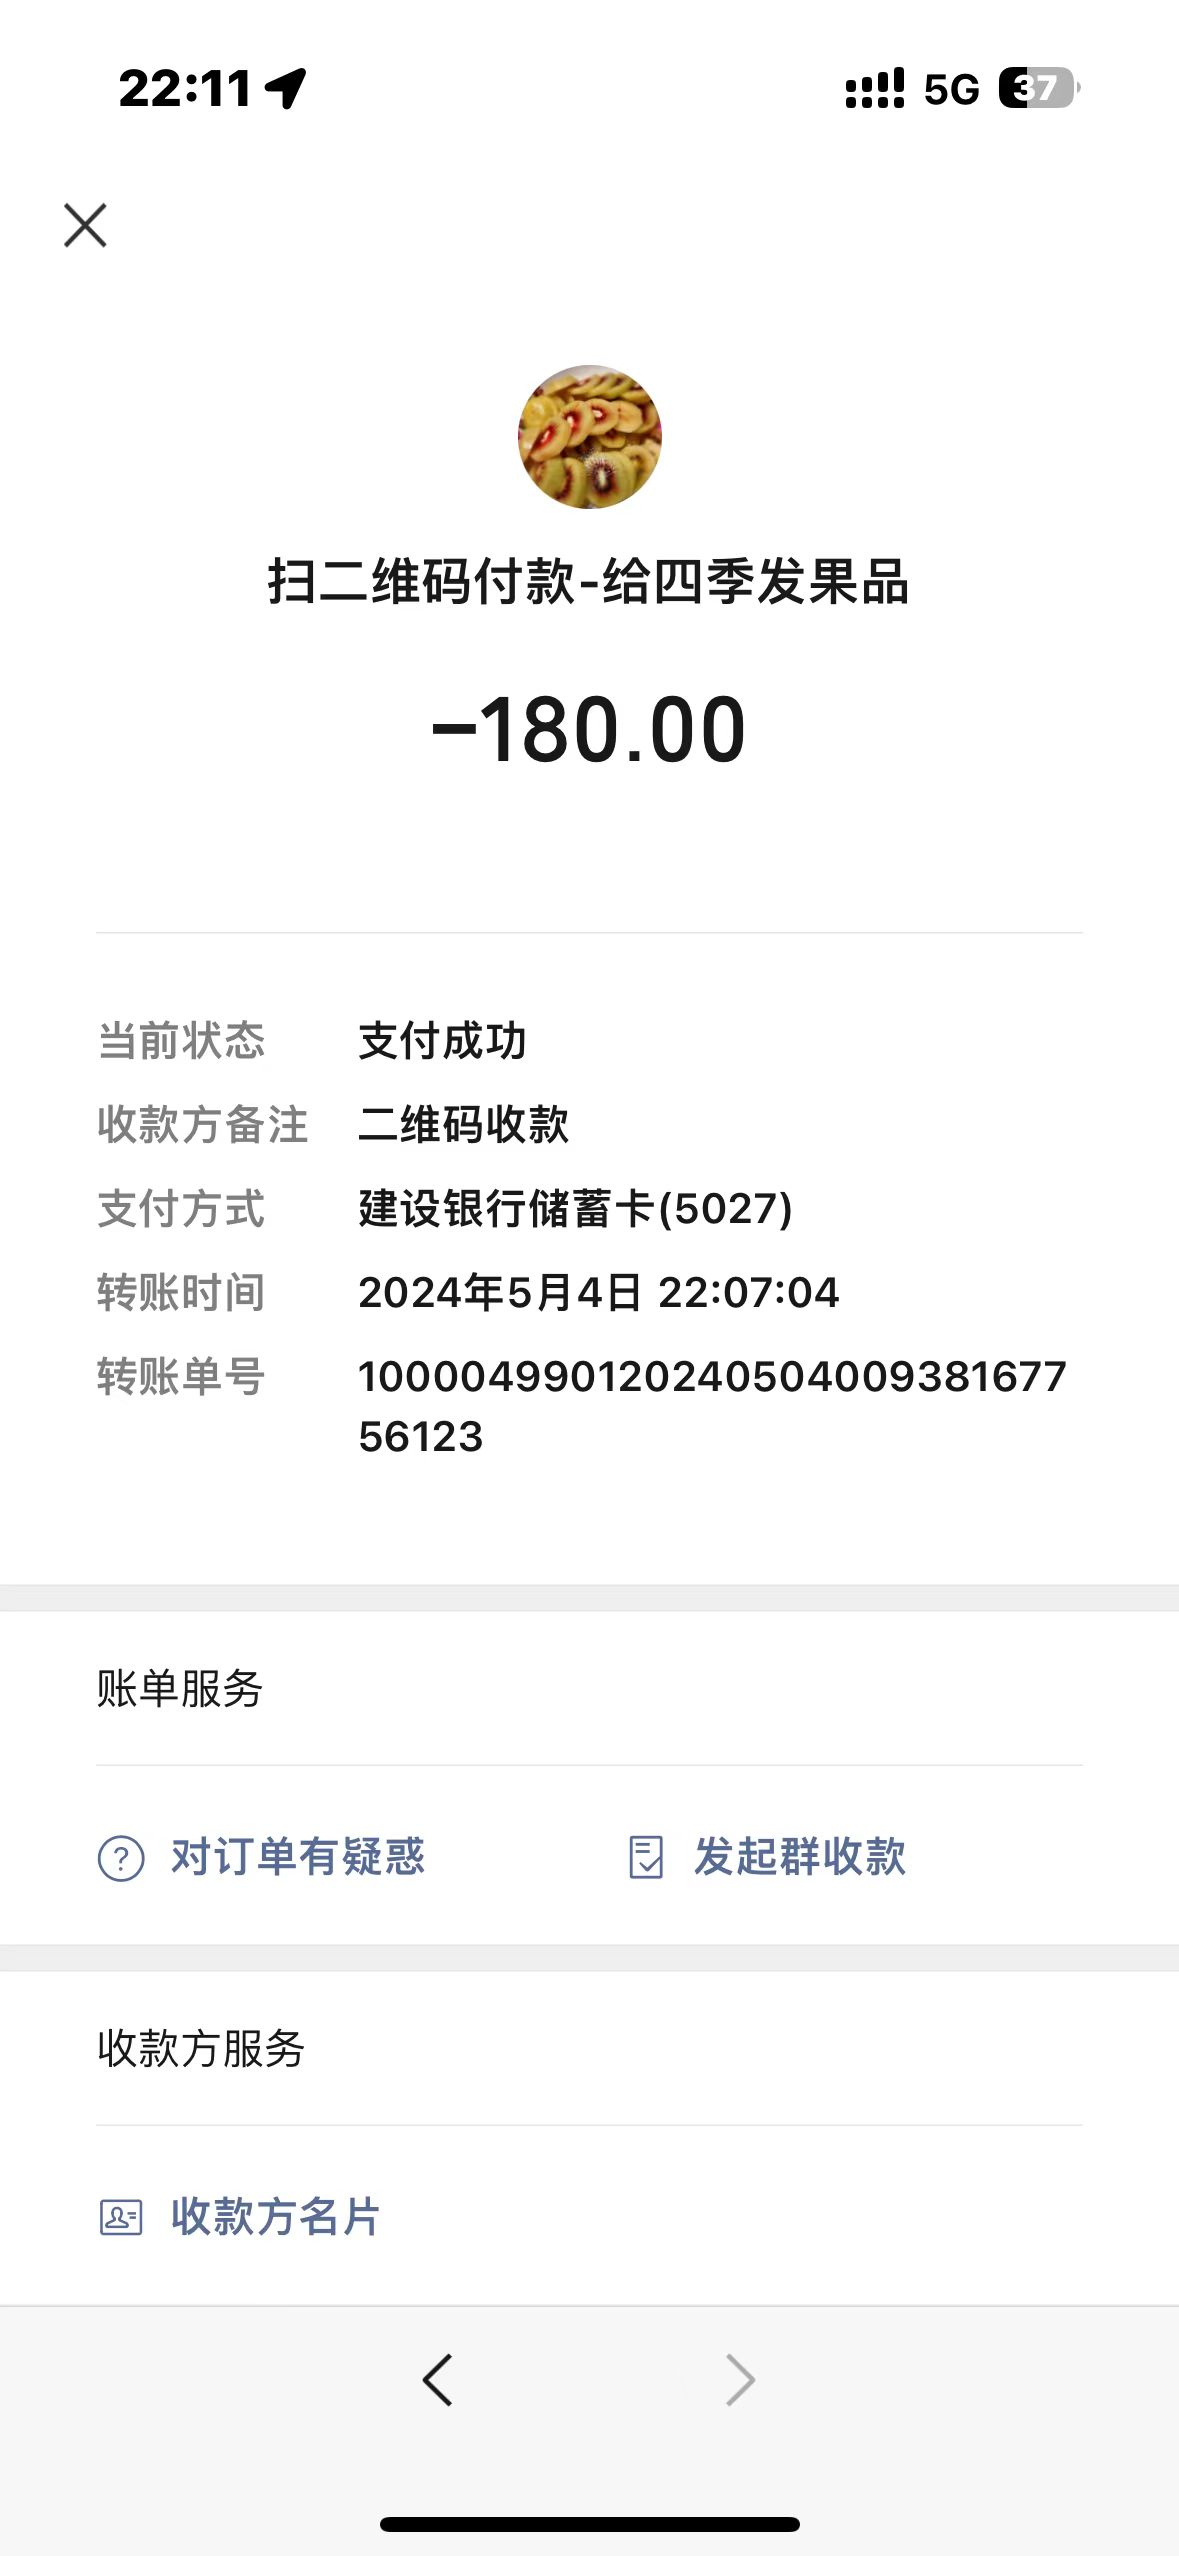 22:11 5G 37
扫二维码付款-给四季发果品
-180.00
当前状态 支付成功
收款方备注 二维码收款
支付方式 建设银行储蓄卡(5027)
转账时间 2024年5月4日 22:07:04
转账单号 100004990120240504009381677
56123
账单服务
对订单有疑惑 发起群收款
收款方服务
收款方名片